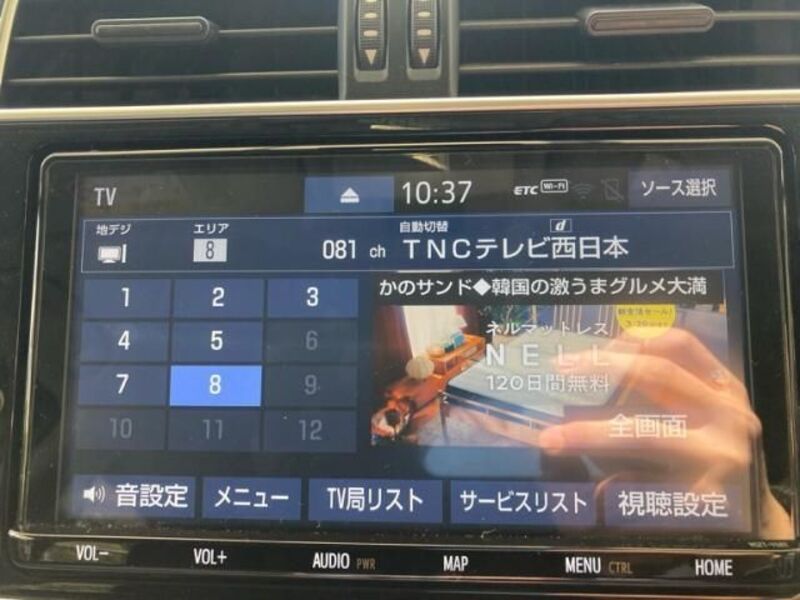 TV 10:37 ETC Wi-Fi ソース選択
地デジ エリア 自動切替 d
8 081 ch TNCテレビ西日本
かのサンド◆韓国の激うまグルメ大満
1 2 3
4 5 6
7 8 9
10 11 12
ネルマットレス
NELL
120日間無料
全画面
音設定 メニュー TV局リスト サービスリスト 視聴設定
VOL- VOL+ AUDIO PWR MAP MENU CTRL HOME